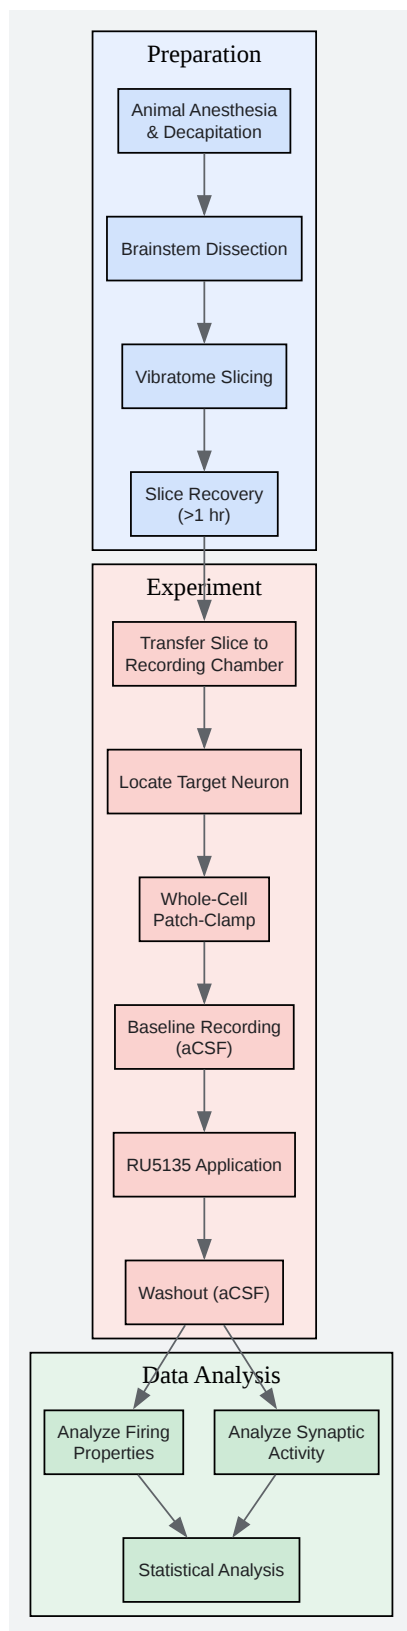 Preparation
Animal Anesthesia
& Decapitation
Brainstem Dissection
Vibratome Slicing
Slice Recovery
(>1 hr)
Experiment
Transfer Slice to
Recording Chamber
Locate Target Neuron
Whole-Cell
Patch-Clamp
Baseline Recording
(aCSF)
RU5135 Application
Washout (aCSF)
Data Analysis
Analyze Firing
Properties
Analyze Synaptic
Activity
Statistical Analysis